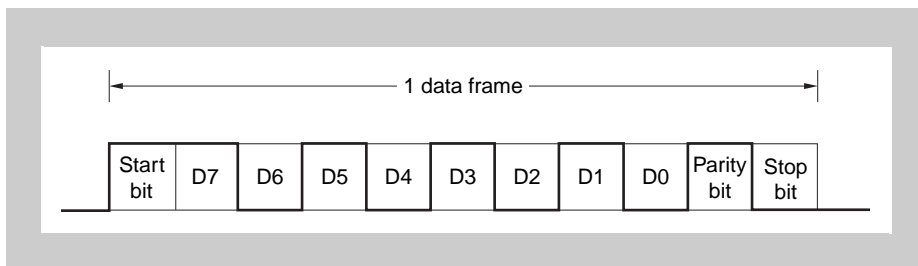 1 data frame
Start bit D7 D6 D5 D4 D3 D2 D1 D0 Parity bit Stop bit